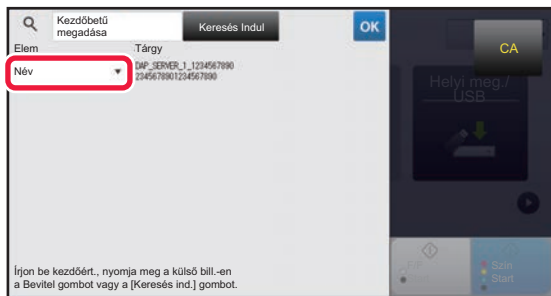 Kezdőbetű
megadása
Keresés Indul
OK
CA
Elem
Tárgy
Név
DAP_SERVER_1_1234567890
2345678901234567890
Helyi meg./
USB
Írjon be kezdőért., nyomja meg a külső bill.-en
a Bevitel gombot vagy a [Keresés ind.] gombot.
Szín
Start